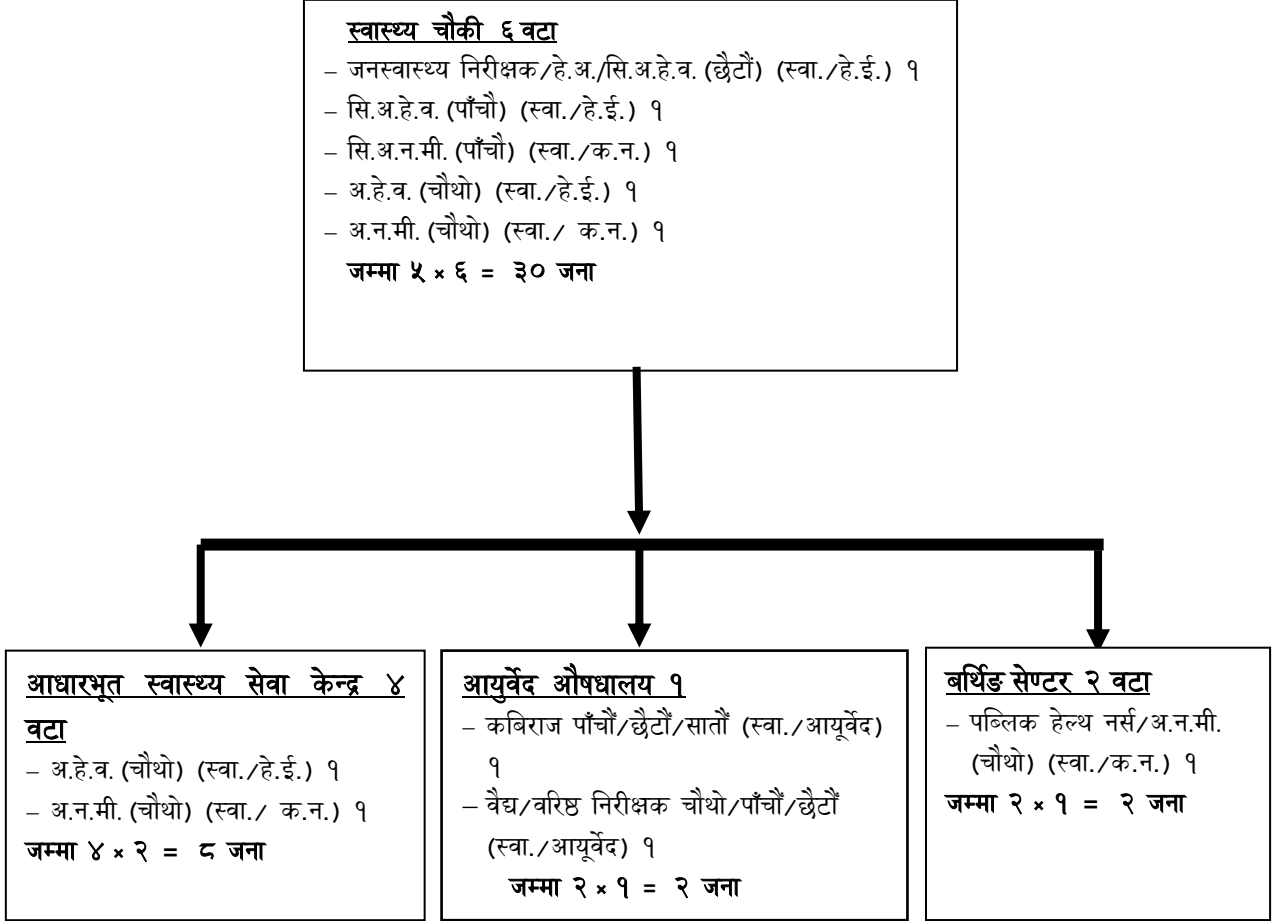 स्वास्थ्य चौकी ६ वटा
– जनस्वास्थ्य निरीक्षक/हे.अ./सि.अ.हे.व. (छैटौं) (स्वा./हे.ई.) १
– सि.अ.हे.व. (पाँचौ) (स्वा./हे.ई.) १
– सि.अ.न.मी. (पाँचौ) (स्वा./क.न.) १
– अ.हे.व. (चौथो) (स्वा./हे.ई.) १
– अ.न.मी. (चौथो) (स्वा./ क.न.) १
जम्मा ५ × ६ = ३० जना
आधारभूत स्वास्थ्य सेवा केन्द्र ४
वटा
– अ.हे.व. (चौथो) (स्वा./हे.ई.) १
– अ.न.मी. (चौथो) (स्वा./ क.न.) १
जम्मा ४ × २ = ८ जना
आयुर्वेद औषधालय १
– कबिराज पाँचौं/छैटौं/सातौं (स्वा./आयूर्वेद)
१
– वैद्य/वरिष्ठ निरीक्षक चौथो/पाँचौं/छैटौं
(स्वा./आयूर्वेद) १
जम्मा २ × १ = २ जना
बर्थिङ सेण्टर २ वटा
– पब्लिक हेल्थ नर्स/अ.न.मी.
(चौथो) (स्वा./क.न.) १
जम्मा २ × १ = २ जना